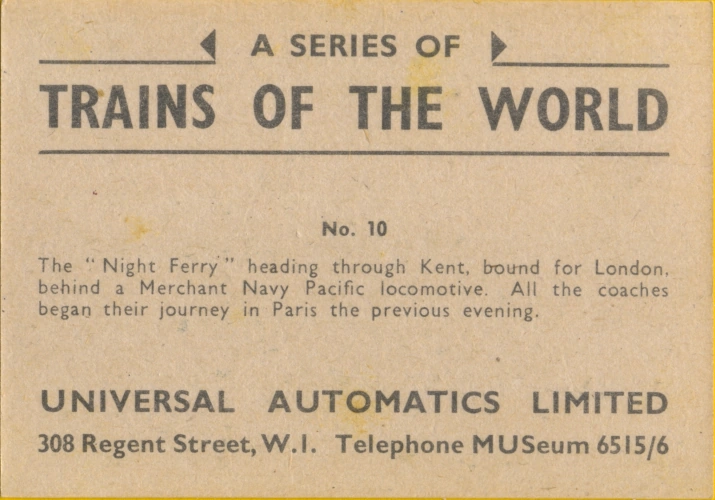 A SERIES OF
TRAINS OF THE WORLD
No. 10
The "Night Ferry" heading through Kent, bound for London,
behind a Merchant Navy Pacific locomotive. All the coaches
began their journey in Paris the previous evening.
UNIVERSAL AUTOMATICS LIMITED
308 Regent Street, W.I. Telephone MUSeum 6515/6